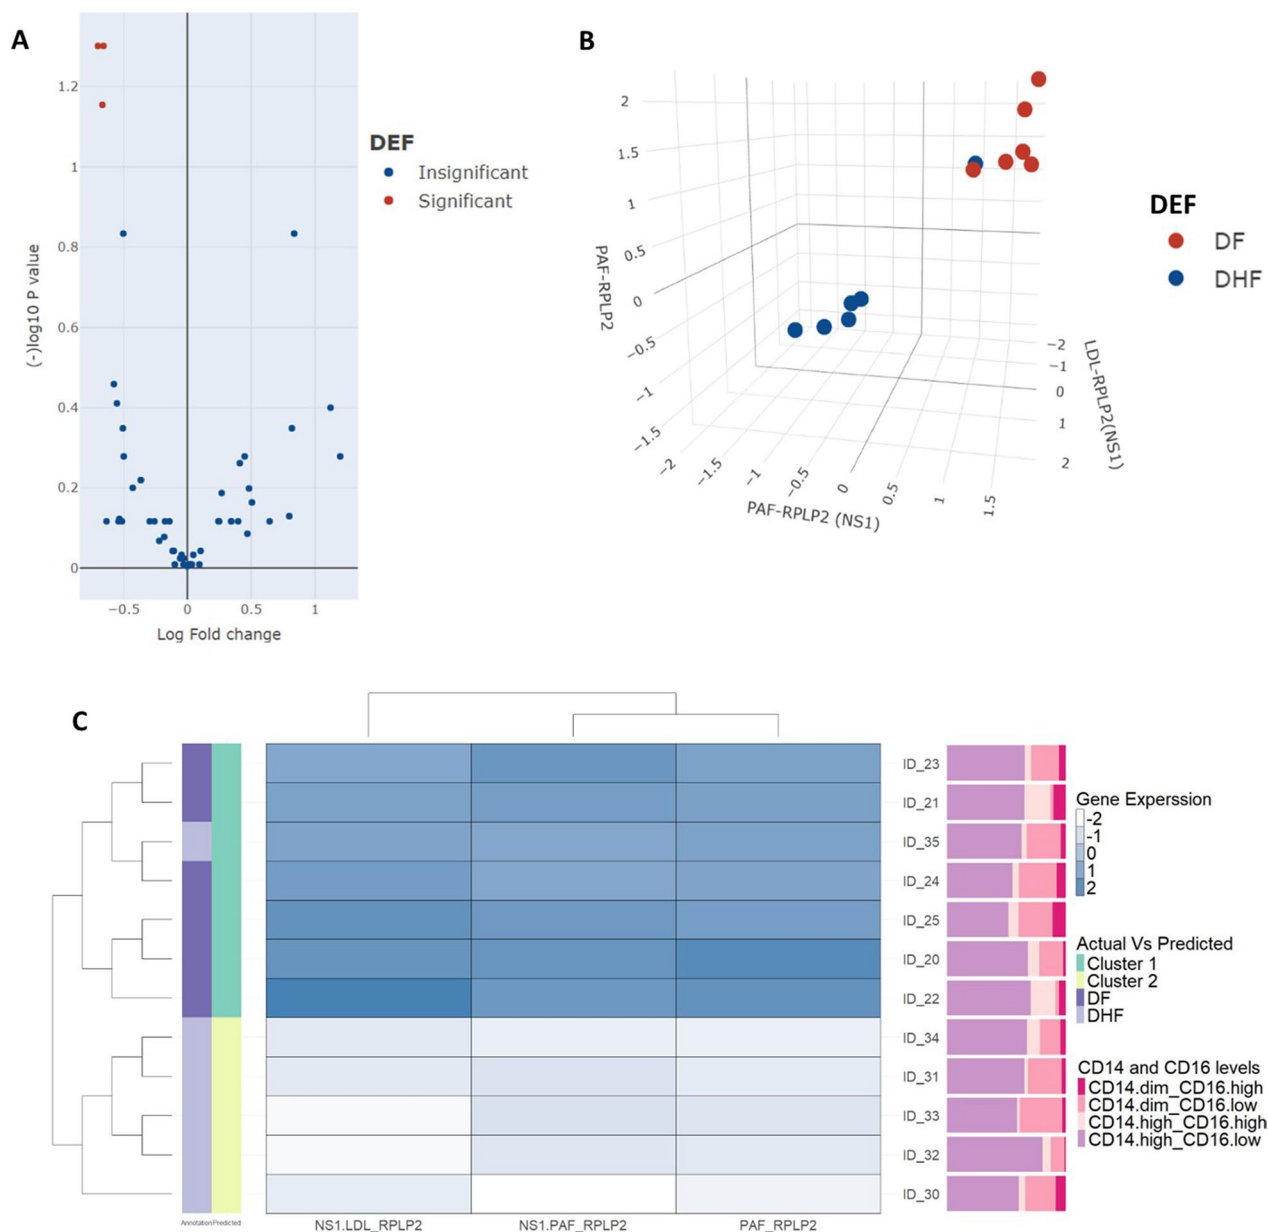 A
1.2
1
0.8
0.6
0.4
0.2
0
(-)log10 P value
−0.5
0
0.5
1
Log Fold change
DEF
Insignificant
Significant
B
2
1.5
1
0.5
0
−0.5
−1
−1.5
−2
PAF-RPLP2
−1.5
−1
−0.5
0
0.5
1
1.5
PAF-RPLP2 (NS1)
−2
−1
0
1
2
LDL-RPLP2(NS1)
DEF
DF
DHF
C
ID_23
ID_21
ID_35
ID_24
ID_25
ID_20
ID_22
ID_34
ID_31
ID_33
ID_32
ID_30
Annotation Predicted
NS1.LDL_RPLP2
NS1.PAF_RPLP2
PAF_RPLP2
Gene Experssion
-2
-1
0
1
2
Actual Vs Predicted
Cluster 1
Cluster 2
DF
DHF
CD14 and CD16 levels
CD14.dim_CD16.high
CD14.dim_CD16.low
CD14.high_CD16.high
CD14.high_CD16.low